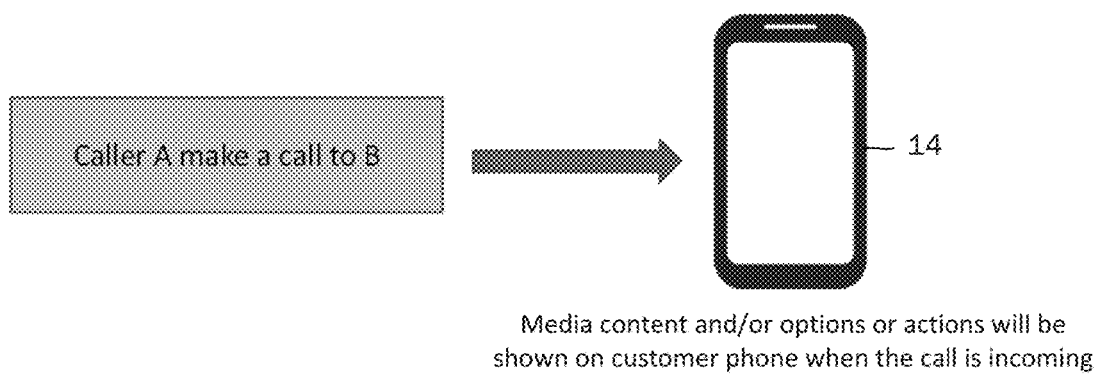 Caller A make a call to B
14
Media content and/or options or actions will be
shown on customer phone when the call is incoming